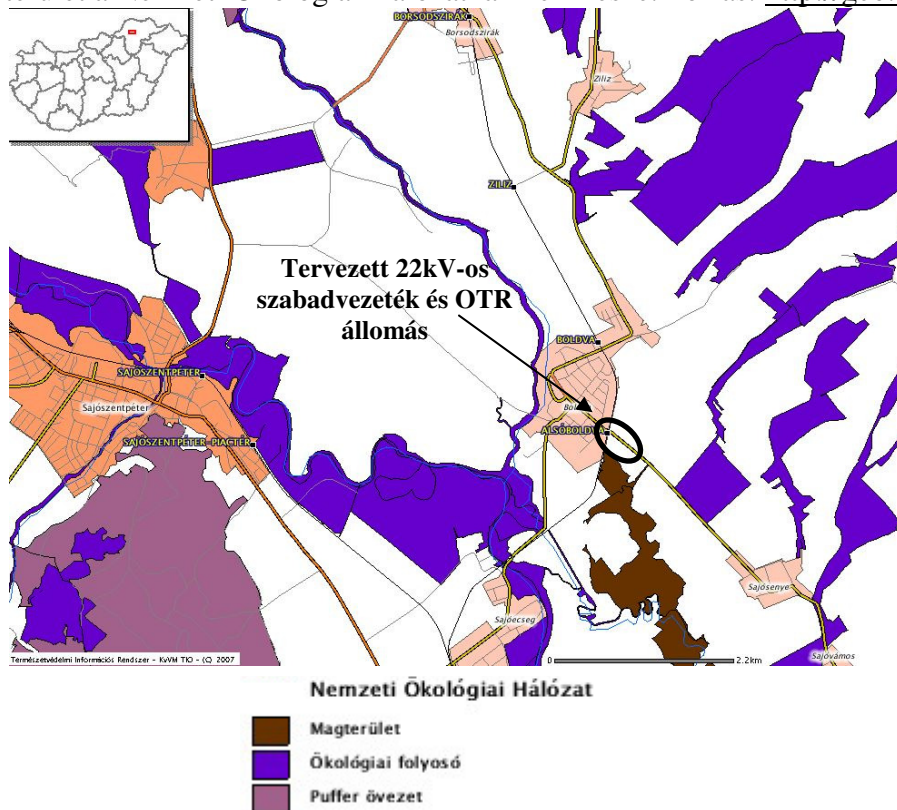 BORSODSZIRÁK
Borsodszirák
Ziliz
ZILIZ
Tervezett 22kV-os
szabadvezeték és OTR
állomás
BOLDVA
SAJÓSZENTPÉTER
Sajószentpéter
ALSÓBOLDVA
SAJÓSZENTPÉTER-PIACTÉR
Sajósenye
Sajóecseg
Sajóvámos
Természetvédelmi Információs Rendszer - KvVM TIO - (C) 2007
0 2.2km
Nemzeti Ökológiai Hálózat
Magterület
Ökológiai folyosó
Puffer övezet